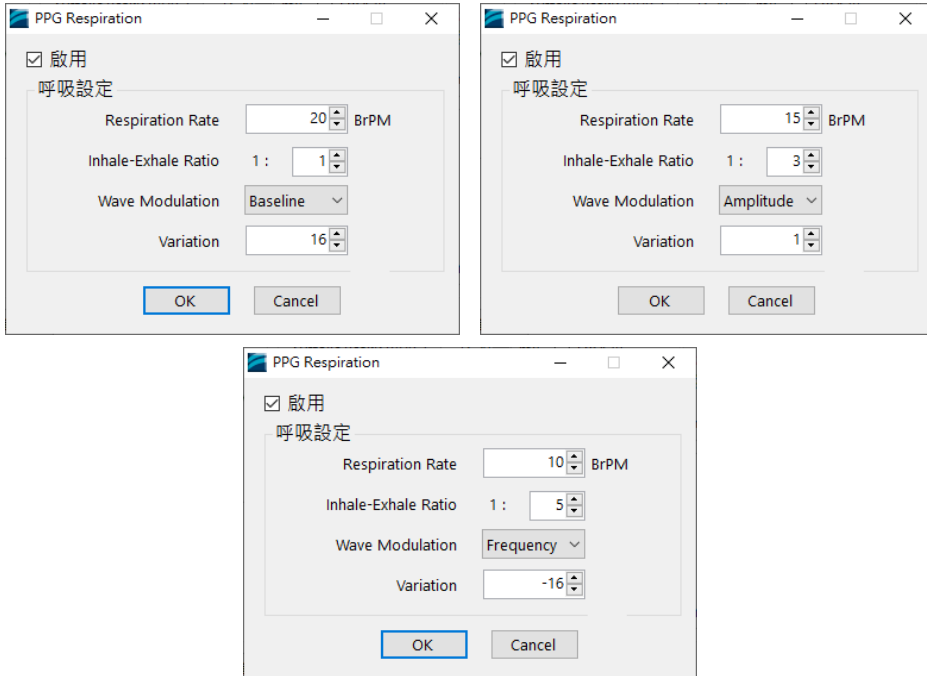 PPG Respiration
啟用
呼吸設定
Respiration Rate 20 BrPM
Inhale-Exhale Ratio 1 : 1
Wave Modulation Baseline
Variation 16
OK Cancel
PPG Respiration
啟用
呼吸設定
Respiration Rate 15 BrPM
Inhale-Exhale Ratio 1 : 3
Wave Modulation Amplitude
Variation 1
OK Cancel
PPG Respiration
啟用
呼吸設定
Respiration Rate 10 BrPM
Inhale-Exhale Ratio 1 : 5
Wave Modulation Frequency
Variation -16
OK Cancel